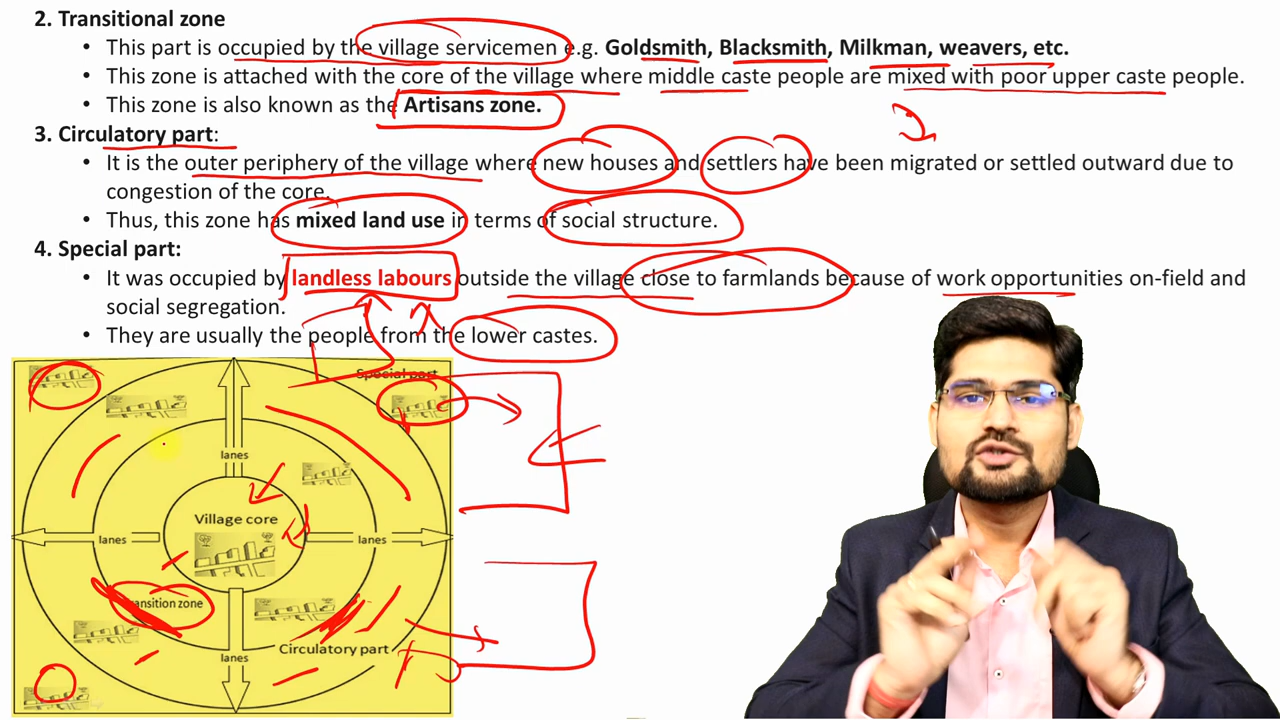 2. Transitional zone
• This part is occupied by the village servicemen e.g. Goldsmith, Blacksmith, Milkman, weavers, etc.
• This zone is attached with the core of the village where middle caste people are mixed with poor upper caste people.
• This zone is also known as the Artisans zone.
3. Circulatory part:
• It is the outer periphery of the village where new houses and settlers have been migrated or settled outward due to
congestion of the core.
• Thus, this zone has mixed land use in terms of social structure.
4. Special part:
• It was occupied by landless labours outside the village close to farmlands because of work opportunities on-field and
social segregation.
• They are usually the people from the lower castes.
Special part
lanes
Village core
lanes
lanes
Transition zone
Circulatory part
lanes